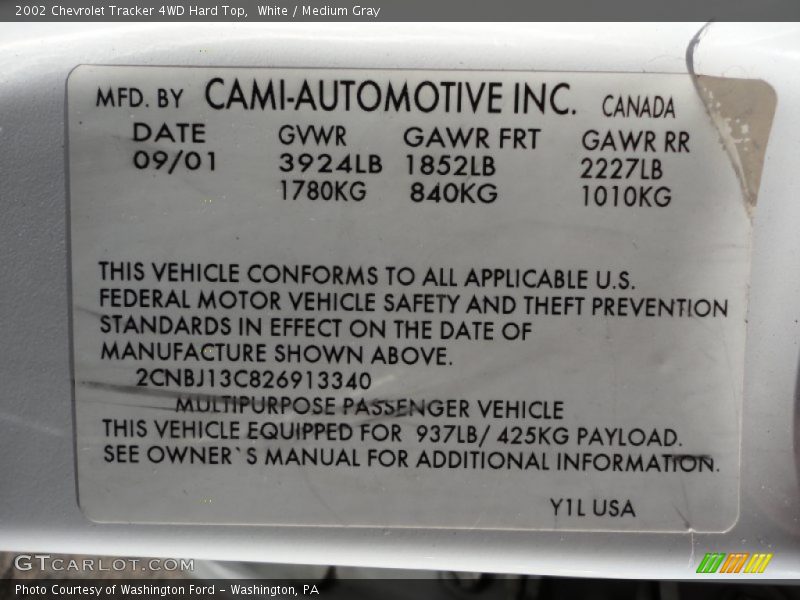 2002 Chevrolet Tracker 4WD Hard Top,  White / Medium Gray
MFD. BY CAMI-AUTOMOTIVE INC. CANADA
DATE GVWR GAWR FRT GAWR RR
09/01 3924LB 1852LB 2227LB
1780KG 840KG 1010KG
THIS VEHICLE CONFORMS TO ALL APPLICABLE U.S.
FEDERAL MOTOR VEHICLE SAFETY AND THEFT PREVENTION
STANDARDS IN EFFECT ON THE DATE OF
MANUFACTURE SHOWN ABOVE.
2CNBJ13C826913340
MULTIPURPOSE PASSENGER VEHICLE
THIS VEHICLE EQUIPPED FOR 937LB/ 425KG PAYLOAD.
SEE OWNER`S MANUAL FOR ADDITIONAL INFORMATION.
Y1L USA
GTCARLOT.COM
Photo Courtesy of Washington Ford - Washington, PA